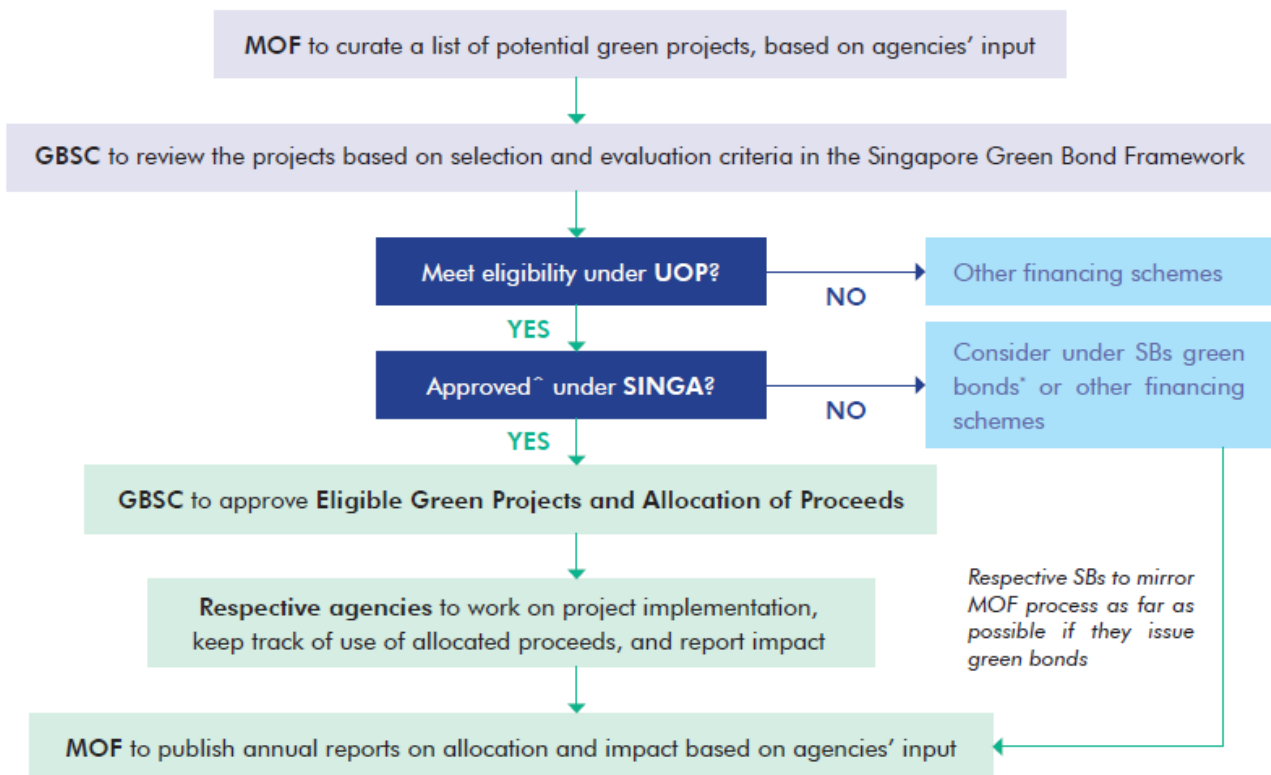 MOF to curate a list of potential green projects, based on agencies’ input
GBSC to review the projects based on selection and evaluation criteria in the Singapore Green Bond Framework
Meet eligibility under UOP?
NO
Other financing schemes
YES
Approved^ under SINGA?
NO
Consider under SBs green
bonds* or other financing
schemes
YES
GBSC to approve Eligible Green Projects and Allocation of Proceeds
Respective agencies to work on project implementation,
keep track of use of allocated proceeds, and report impact
Respective SBs to mirror
MOF process as far as
possible if they issue
green bonds
MOF to publish annual reports on allocation and impact based on agencies’ input